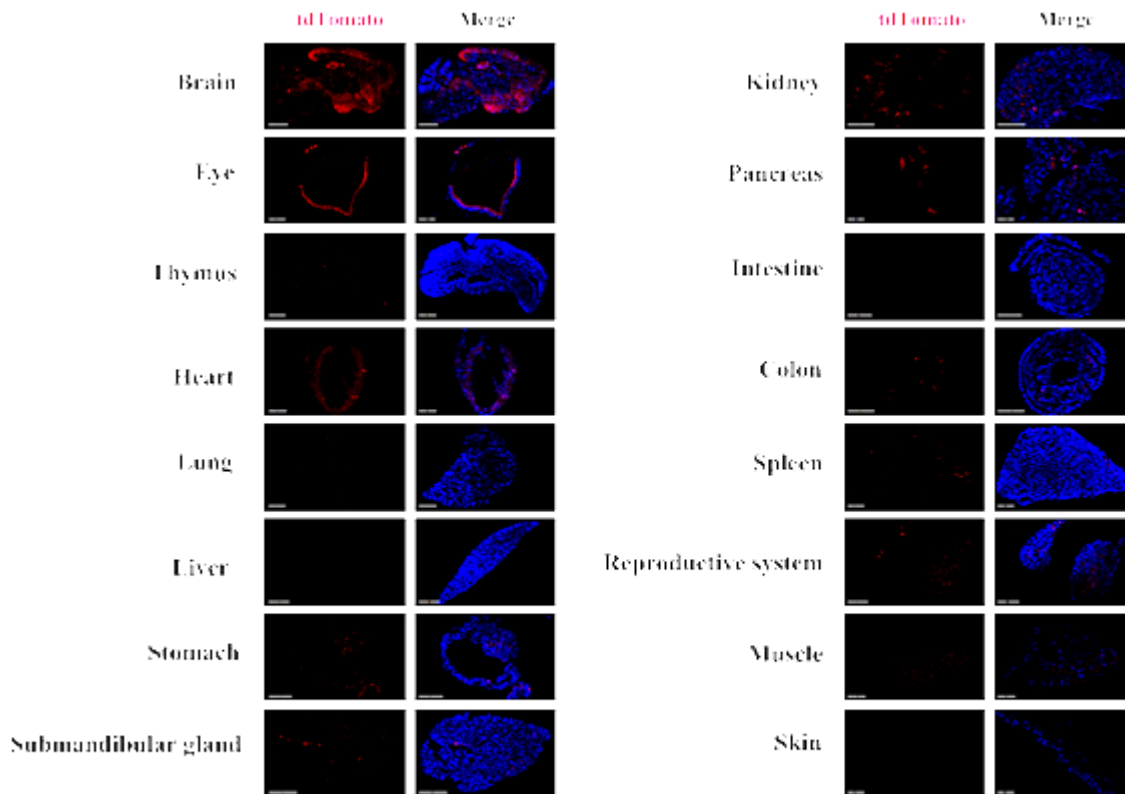 tdTomato Merge tdTomato Merge
Brain Kidney
Eye Pancreas
Thymus Intestine
Heart Colon
Lung Spleen
Liver Reproductive system
Stomach Muscle
Submandibular gland Skin